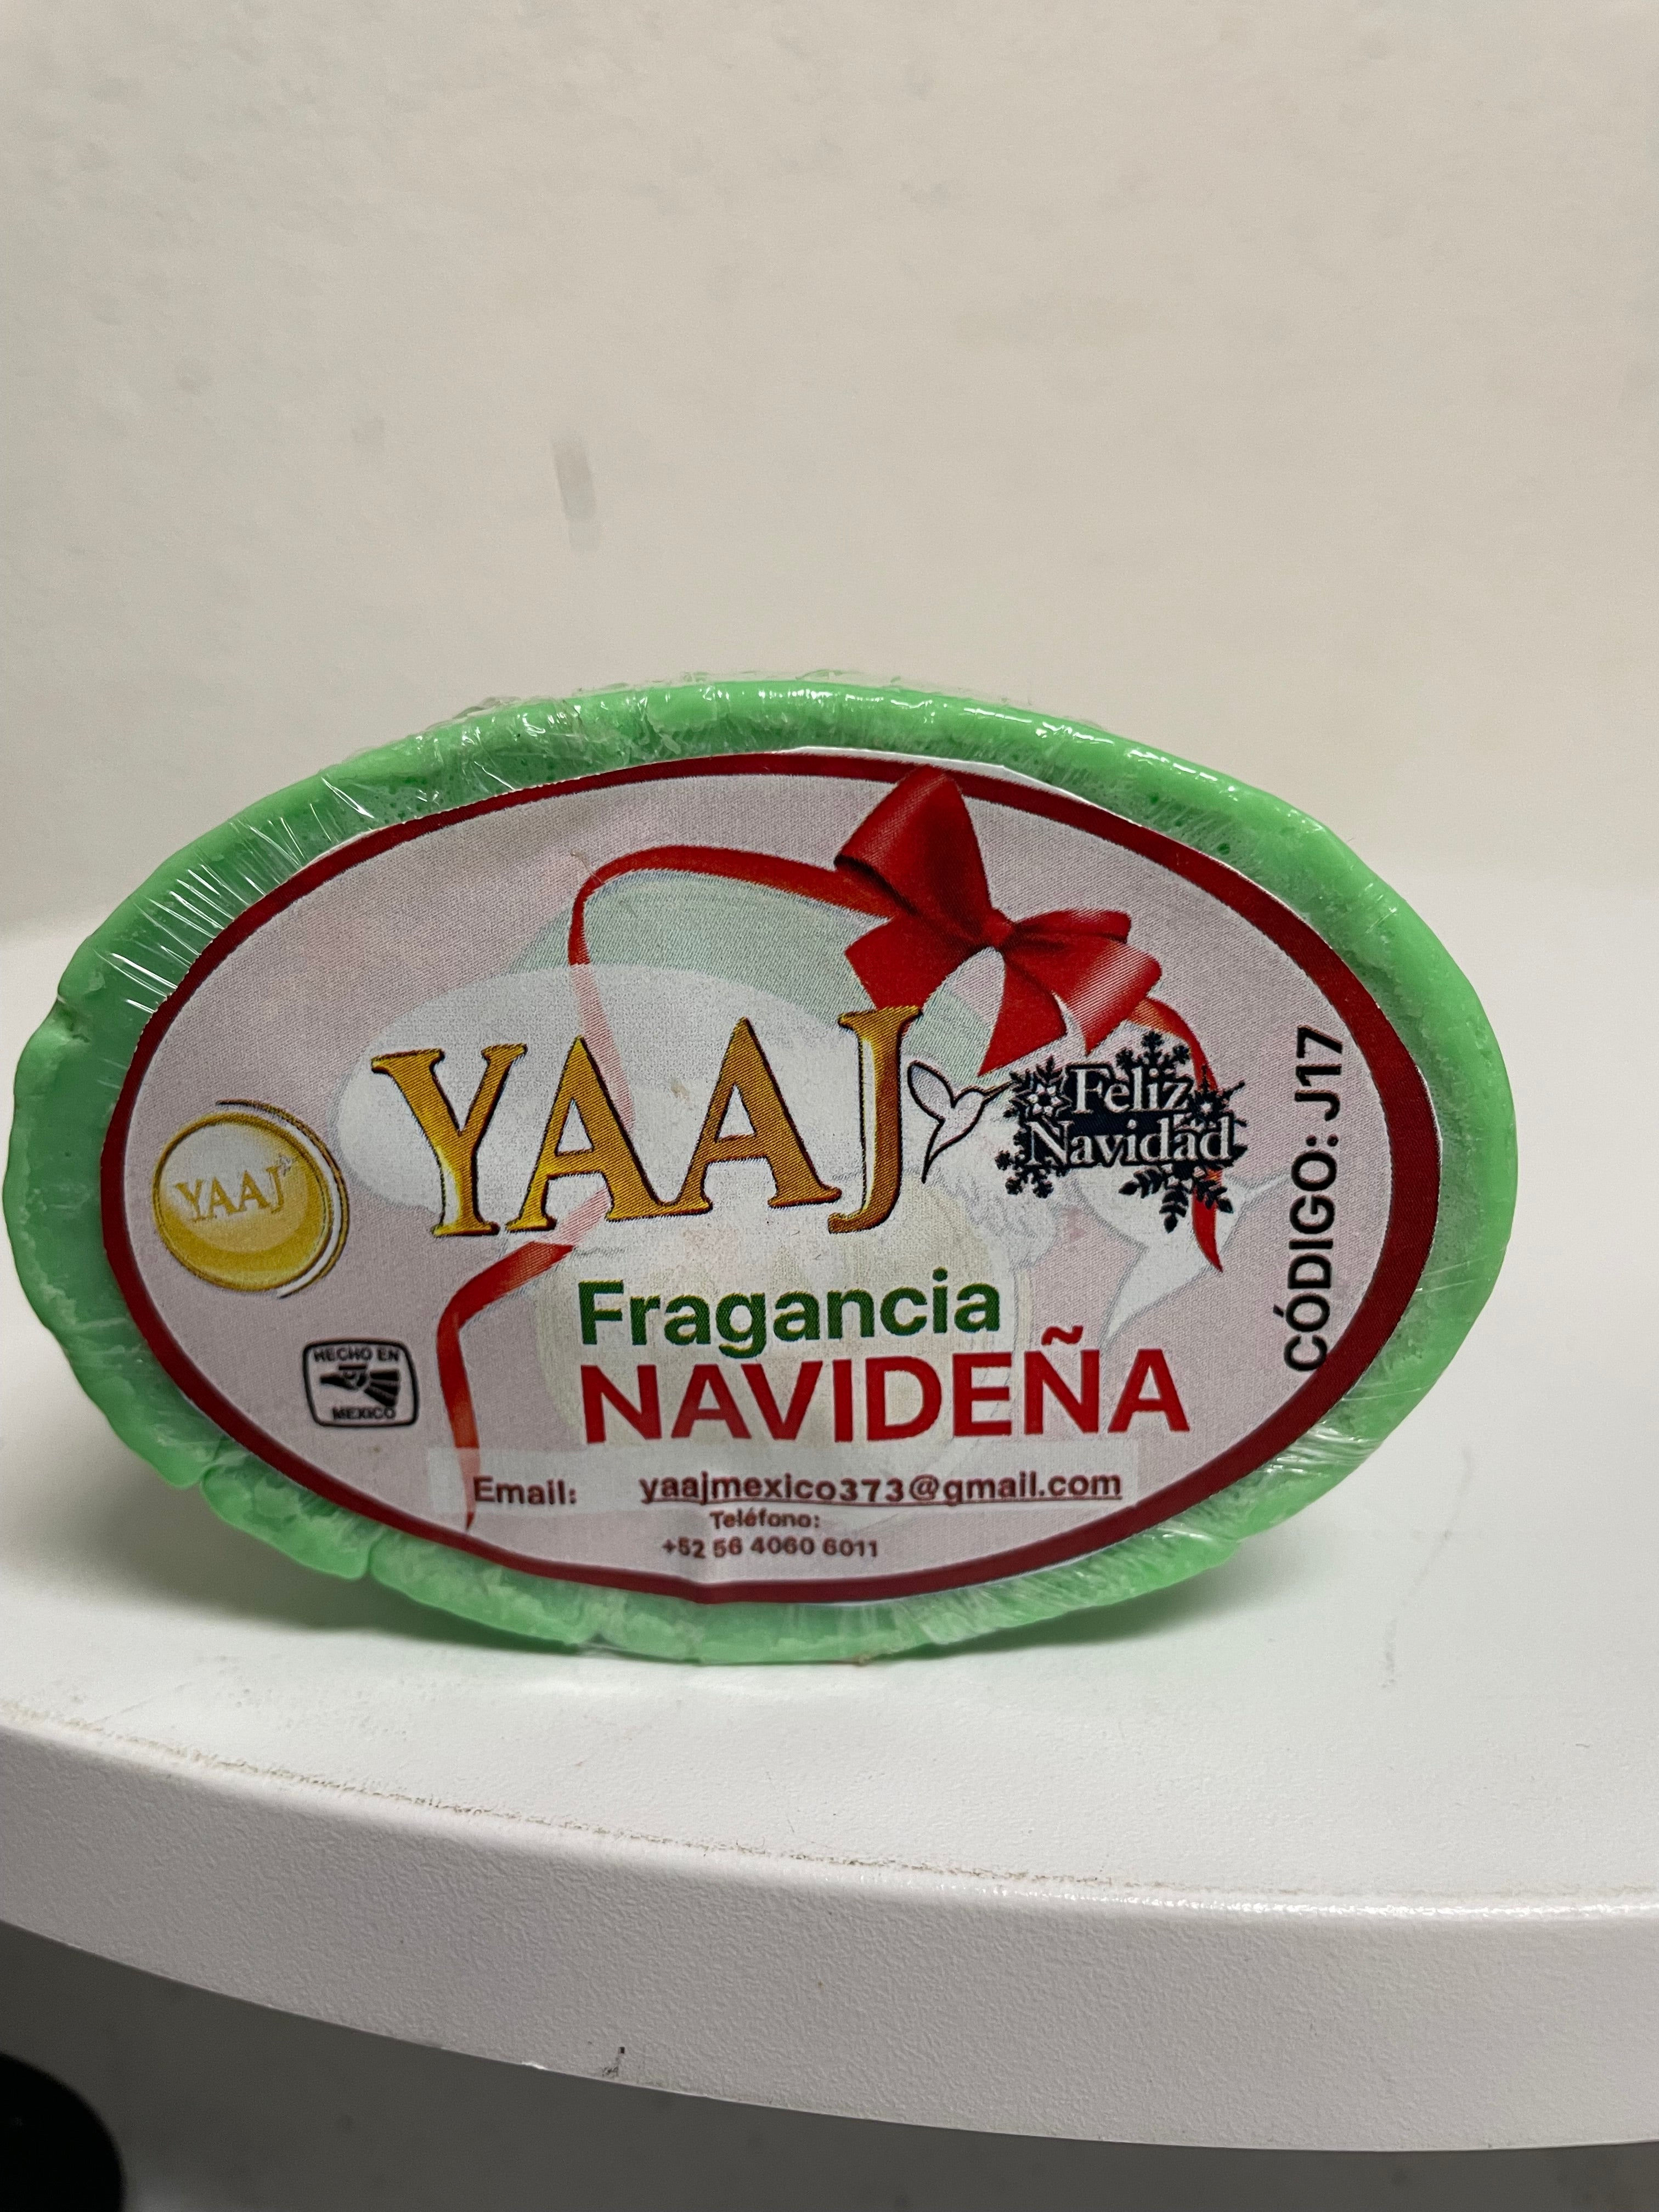 YAAJ
Feliz
Navidad
YAAJ
CÓDIGO: J17
Fragancia
NAVIDEÑA
HECHO EN
MEXICO
Email: yaajmexico373@gmail.com
Teléfono:
+52 56 4060 6011